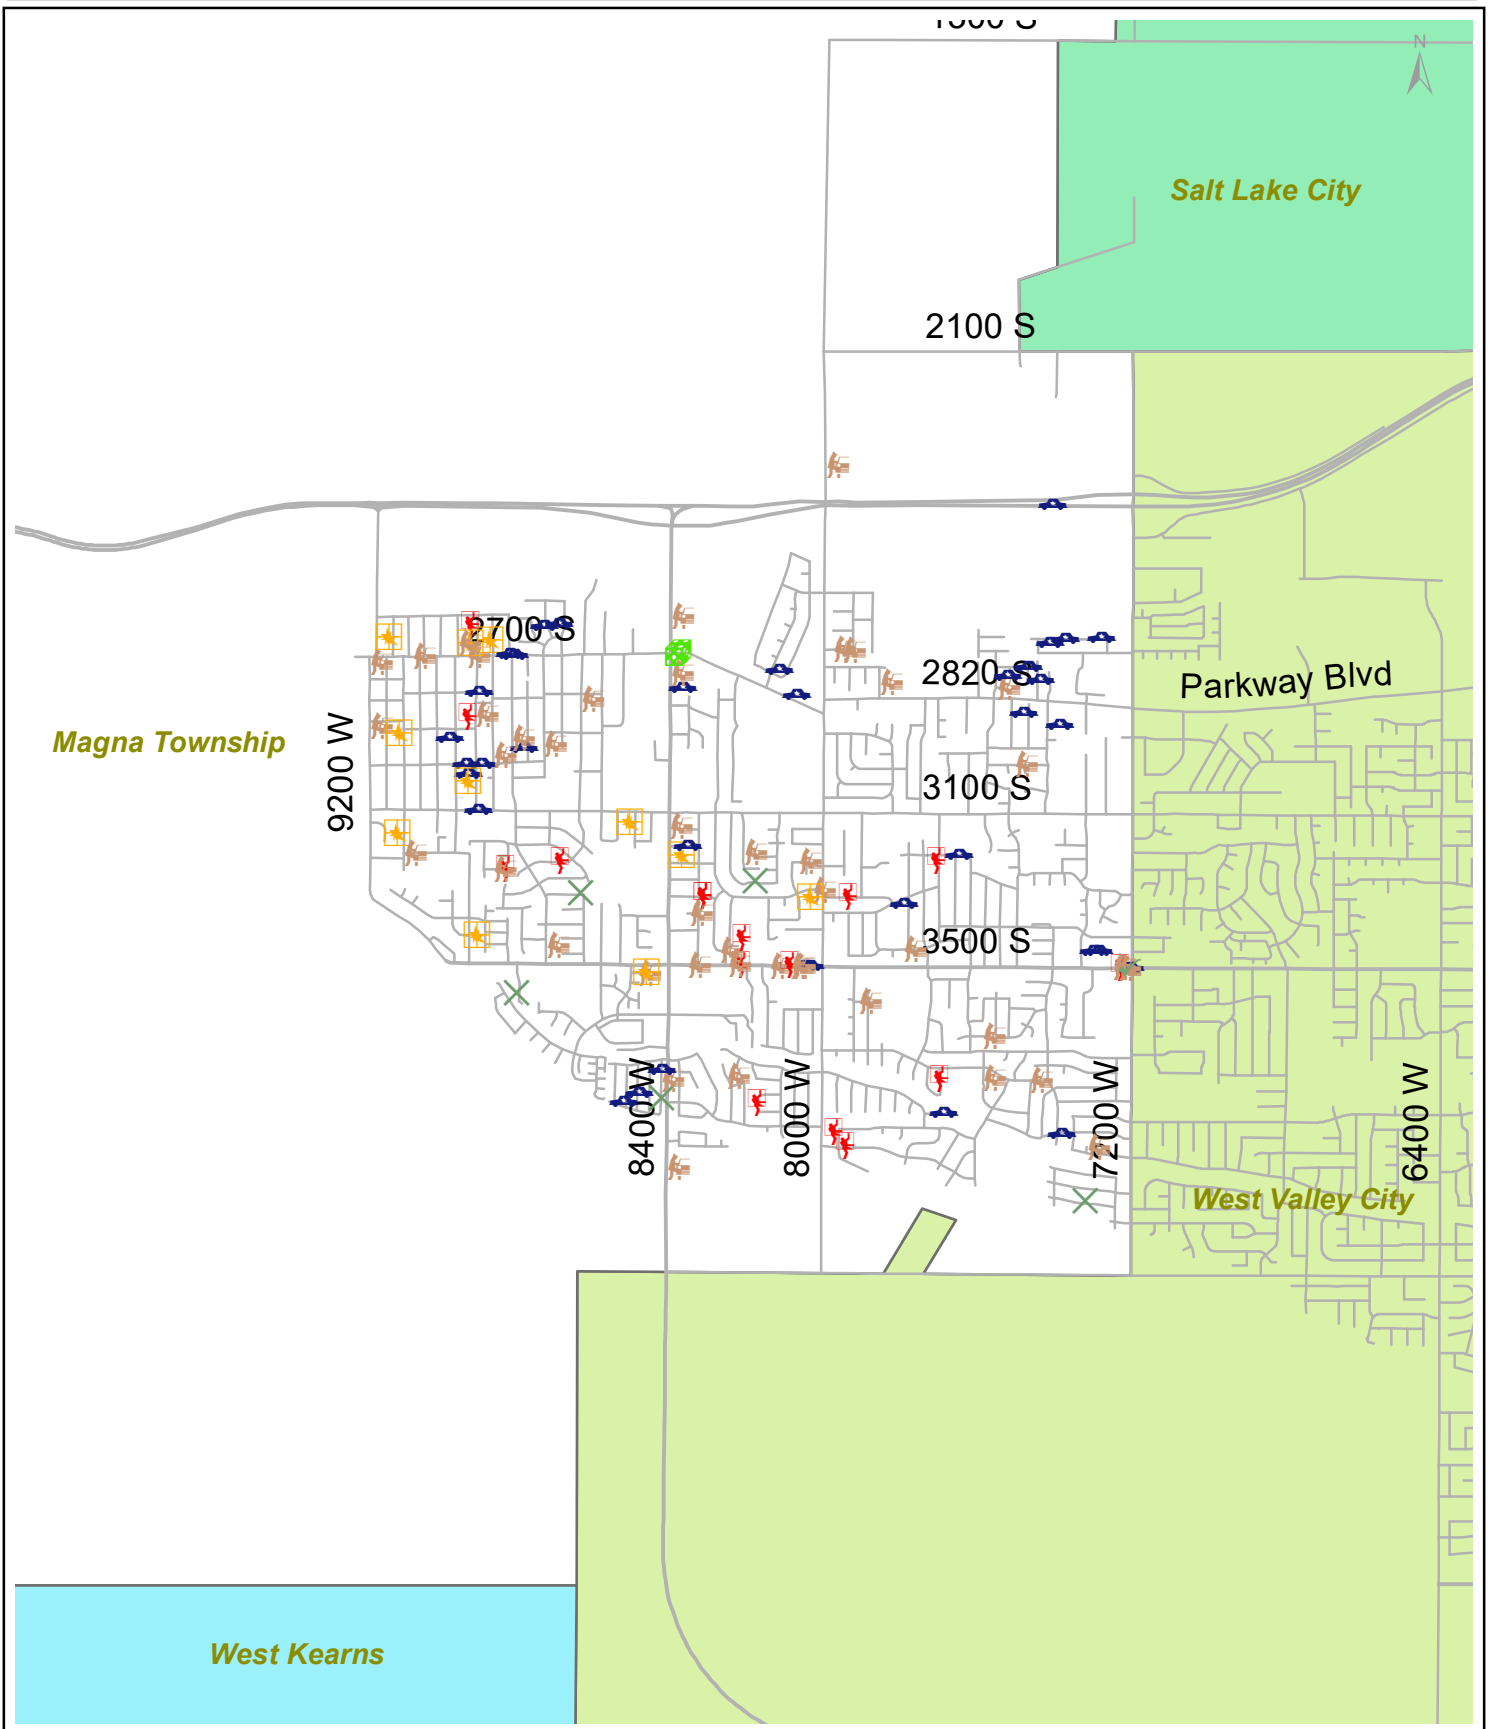 N
Salt Lake City
2100 S
2700 S
2820 S
Parkway Blvd
Magna Township
9200 W
3100 S
3500 S
8400 W
8000 W
7200 W
6400 W
West Valley City
West Kearns